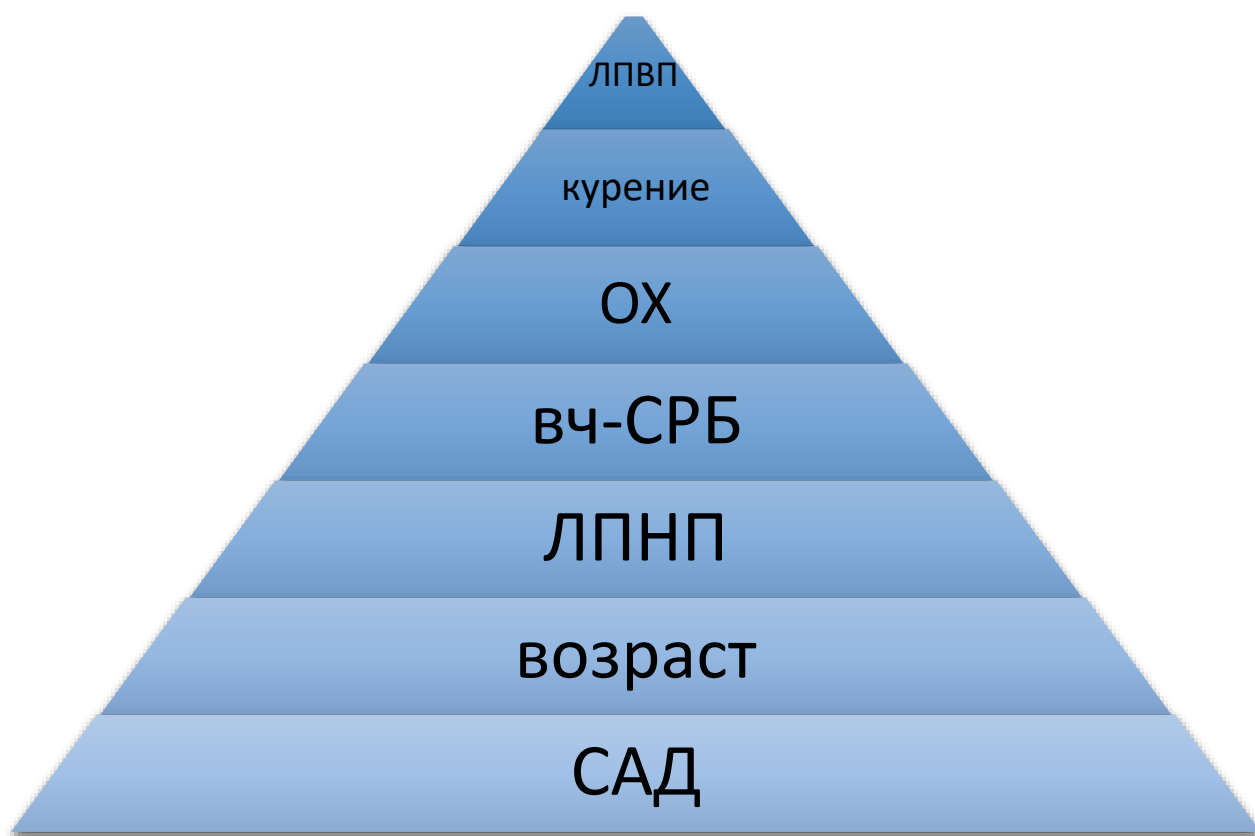 ЛПВП
курение
ОХ
вч-СРБ
ЛПНП
возраст
САД